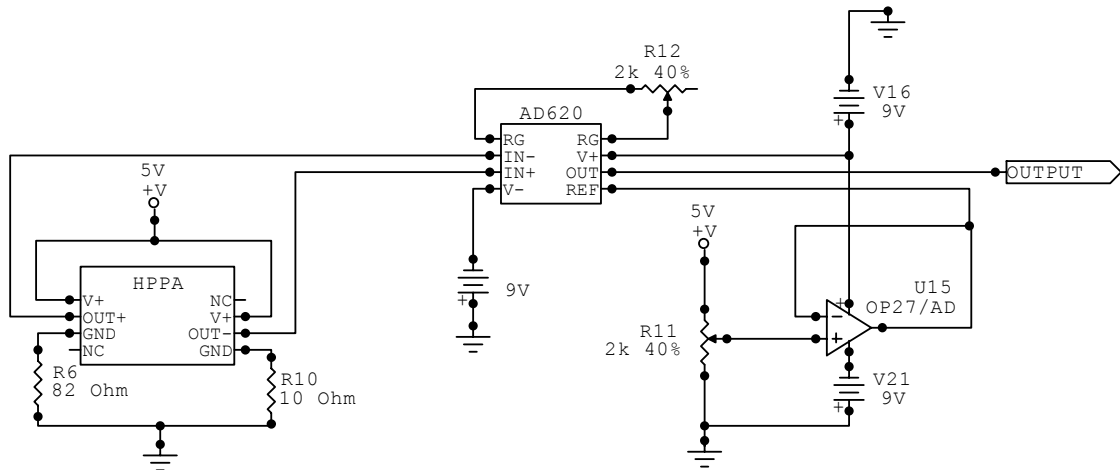 R12
2k 40%
V16
9V
+
AD620
RG
IN-
IN+
V-
RG
V+
OUT
REF
OUTPUT
5V
+V
HPPA
V+
OUT+
GND
NC
NC
V+
OUT-
GND
R6
82 Ohm
R10
10 Ohm
9V
+
5V
+V
R11
2k 40%
U15
OP27/AD
+
−
+
V21
9V
+